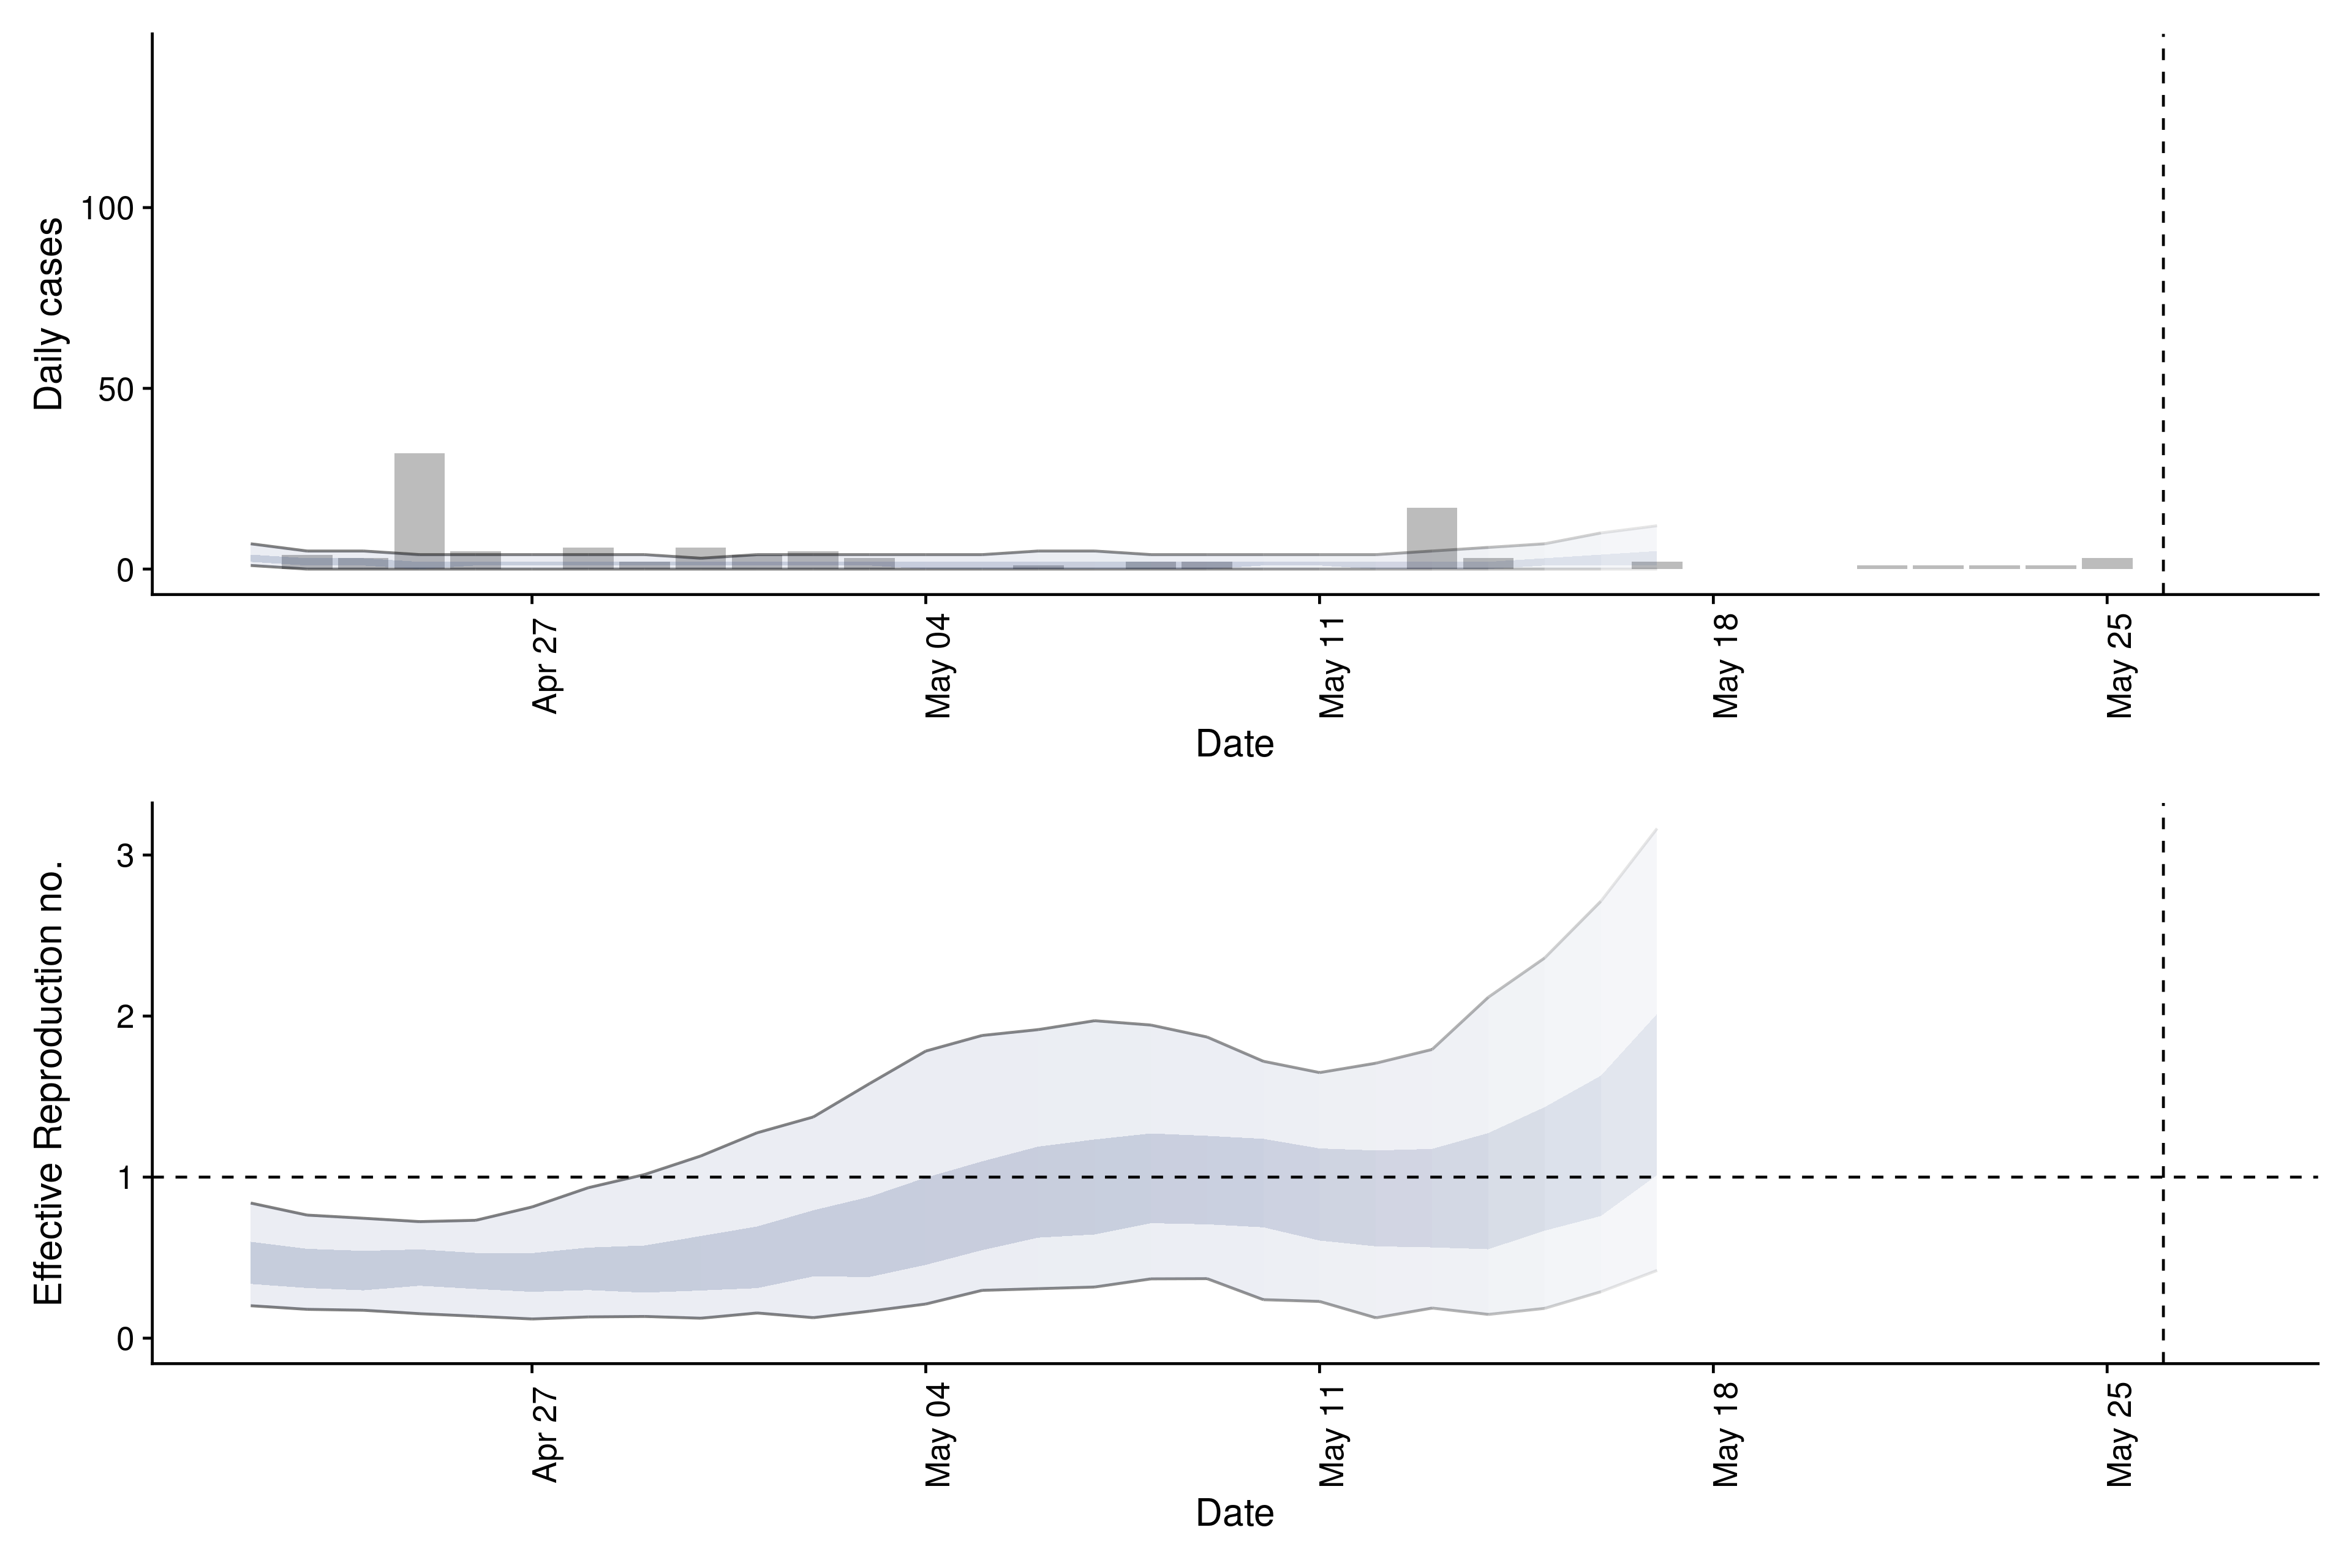 Daily cases
100
50
0
Apr 27
May 04
May 11
May 18
May 25
Date
Effective Reproduction no.
3
2
1
0
Apr 27
May 04
May 11
May 18
May 25
Date